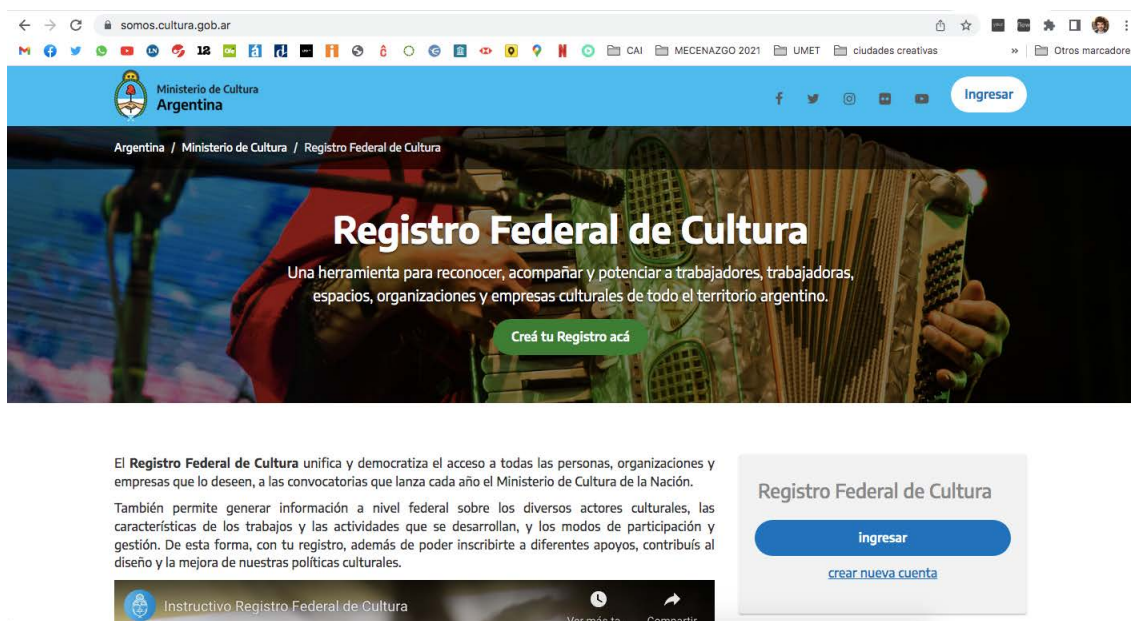 somos.cultura.gob.ar
CAI MECENAZGO 2021 UMET ciudades creativas » Otros marcadore
Ministerio de Cultura
Argentina
Ingresar
Argentina / Ministerio de Cultura / Registro Federal de Cultura
Registro Federal de Cultura
Una herramienta para reconocer, acompañar y potenciar a trabajadores, trabajadoras,
espacios, organizaciones y empresas culturales de todo el territorio argentino.
Creá tu Registro acá
El Registro Federal de Cultura unifica y democratiza el acceso a todas las personas, organizaciones y
empresas que lo deseen, a las convocatorias que lanza cada año el Ministerio de Cultura de la Nación.
También permite generar información a nivel federal sobre los diversos actores culturales, las
características de los trabajos y las actividades que se desarrollan, y los modos de participación y
gestión. De esta forma, con tu registro, además de poder inscribirte a diferentes apoyos, contribuís al
diseño y la mejora de nuestras políticas culturales.
Registro Federal de Cultura
ingresar
crear nueva cuenta
Instructivo Registro Federal de Cultura
Ver más ta Compartir